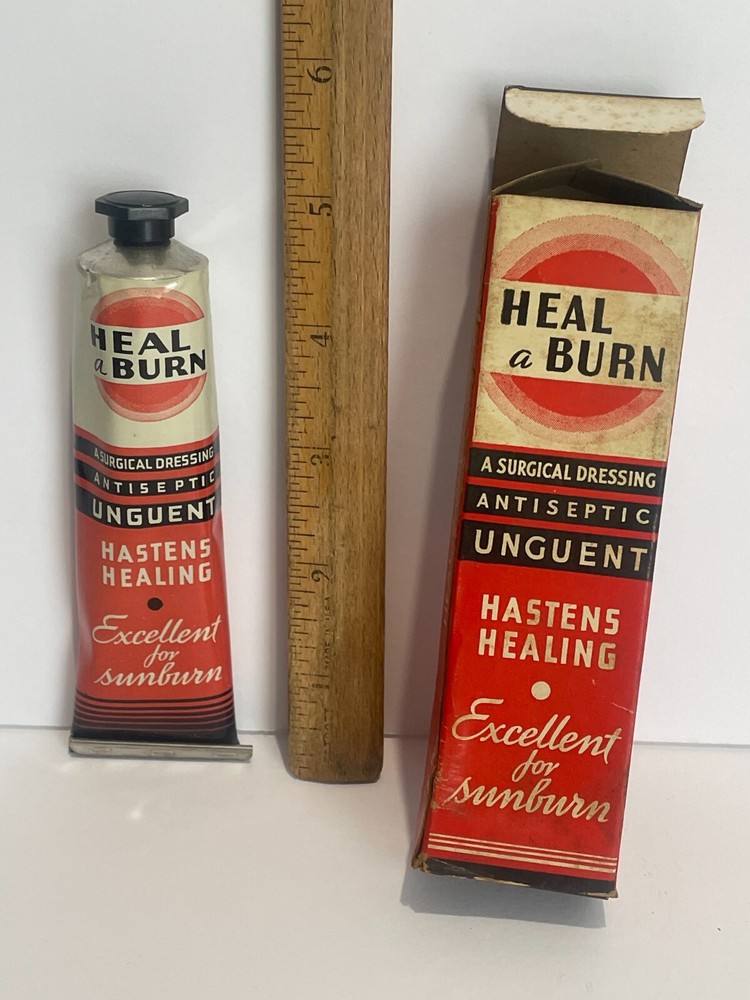 HEAL
a BURN
A SURGICAL DRESSING
ANTISEPTIC
UNGUENT
HASTENS
HEALING
Excellent
for
sunburn
6
5
4
3
2
HEAL
a BURN
A SURGICAL DRESSING
ANTISEPTIC
UNGUENT
HASTENS
HEALING
Excellent
for
sunburn